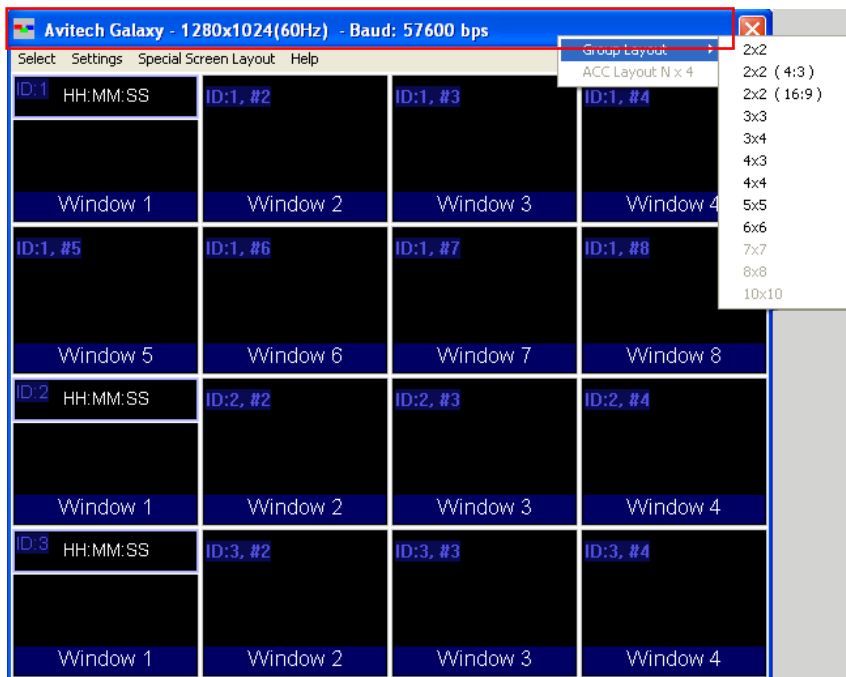 Avitech Galaxy - 1280x1024(60Hz) - Baud: 57600 bps
Select Settings Special Screen Layout Help
Group Layout
ACC Layout N x 4
2x2
2x2 ( 4:3 )
2x2 ( 16:9 )
3x3
3x4
4x3
4x4
5x5
6x6
7x7
8x8
10x10
ID:1 HH:MM:SS ID:1, #2 ID:1, #3 ID:1, #4
Window 1 Window 2 Window 3 Window 4
ID:1, #5 ID:1, #6 ID:1, #7 ID:1, #8
Window 5 Window 6 Window 7 Window 8
ID:2 HH:MM:SS ID:2, #2 ID:2, #3 ID:2, #4
Window 1 Window 2 Window 3 Window 4
ID:3 HH:MM:SS ID:3, #2 ID:3, #3 ID:3, #4
Window 1 Window 2 Window 3 Window 4